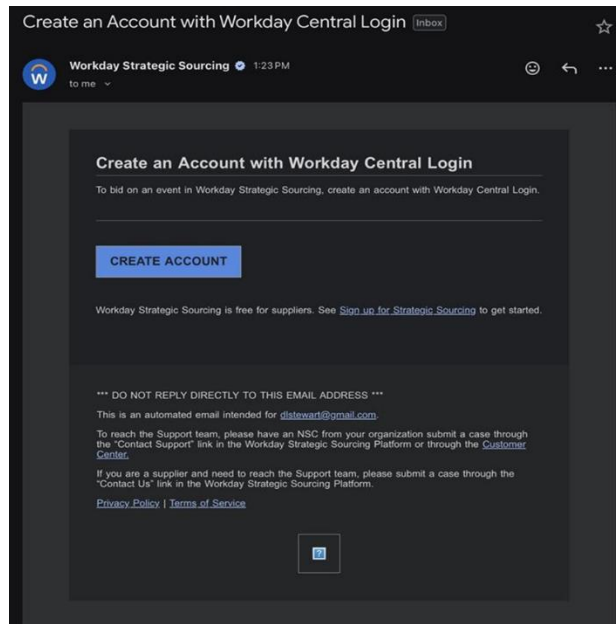 Create an Account with Workday Central Login Inbox
Workday Strategic Sourcing 1:23 PM
to me
W
Create an Account with Workday Central Login
To bid on an event in Workday Strategic Sourcing, create an account with Workday Central Login.
CREATE ACCOUNT
Workday Strategic Sourcing is free for suppliers. See Sign up for Strategic Sourcing to get started.
*** DO NOT REPLY DIRECTLY TO THIS EMAIL ADDRESS ***
This is an automated email intended for dlstewart@gmail.com.
To reach the Support team, please have an NSC from your organization submit a case through
the "Contact Support" link in the Workday Strategic Sourcing Platform or through the Customer
Center.
If you are a supplier and need to reach the Support team, please submit a case through the
"Contact Us" link in the Workday Strategic Sourcing Platform.
Privacy Policy | Terms of Service
?